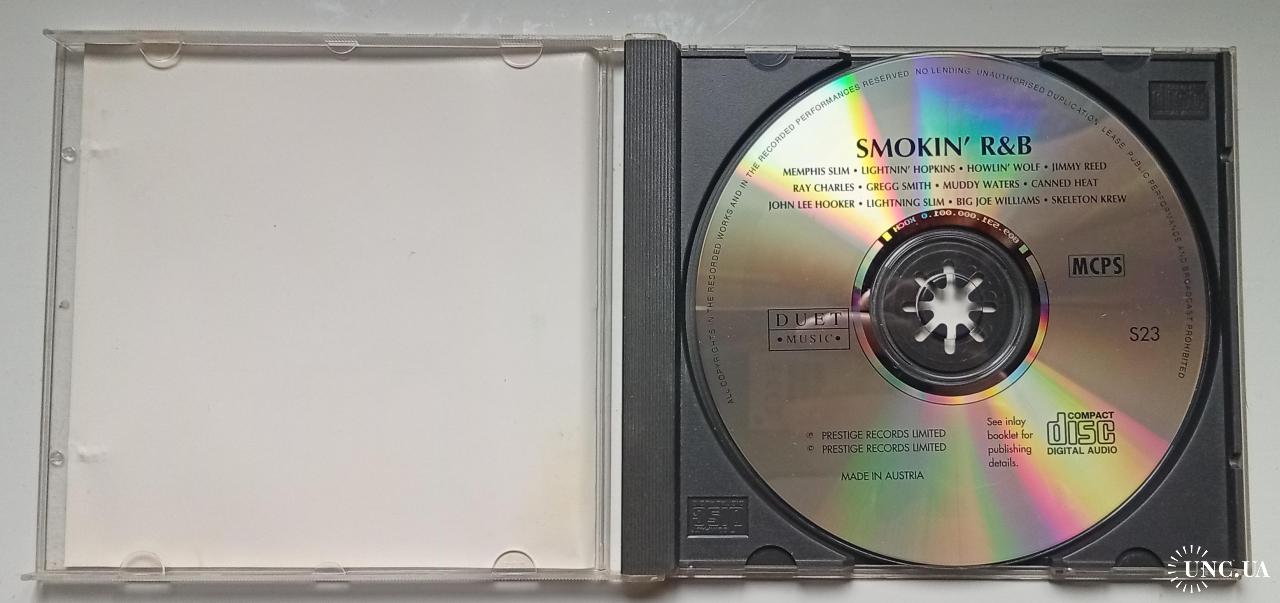 ALL COPYRIGHTS IN THE RECORDED WORKS AND IN THE RECORDED PERFORMANCES RESERVED NO LENDING UNAUTHORISED DUPLICATION, LEASE, PUBLIC PERFORMANCE AND BROADCAST PROHIBITED
SMOKIN' R&B
MEMPHIS SLIM • LIGHTNIN' HOPKINS • HOWLIN' WOLF • JIMMY REED
RAY CHARLES • GREGG SMITH • MUDDY WATERS • CANNED HEAT
JOHN LEE HOOKER • LIGHTNING SLIM • BIG JOE WILLIAMS • SKELETON KREW
KOCH
MCPS
DUET
• MUSIC •
S23
℗ PRESTIGE RECORDS LIMITED
© PRESTIGE RECORDS LIMITED
MADE IN AUSTRIA
See inlay
booklet for
publishing
details.
COMPACT
disc
DIGITAL AUDIO
UNC.UA